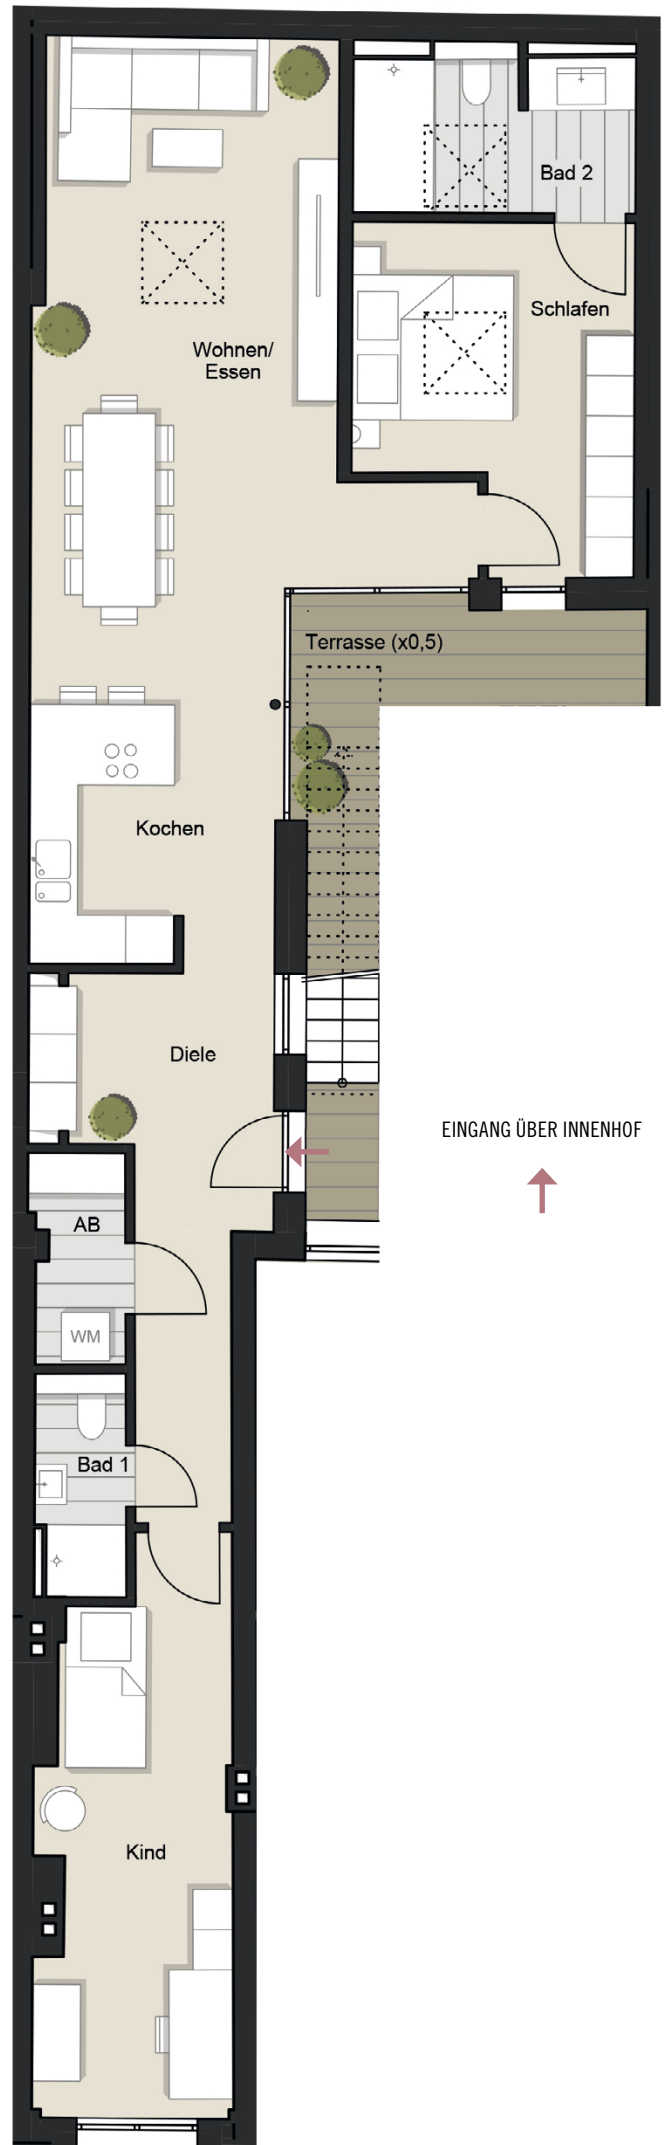 Bad 2
Schlafen
Wohnen/
Essen
Terrasse (x0,5)
Kochen
Diele
EINGANG ÜBER INNENHOF
AB
WM
Bad 1
Kind